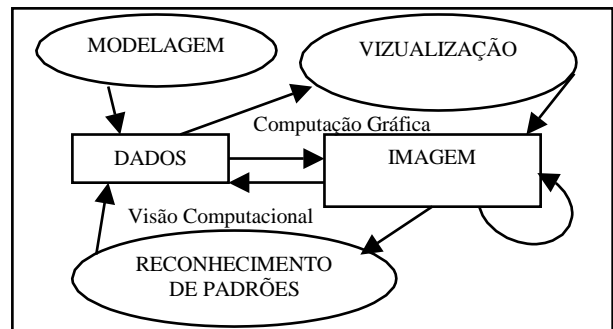 MODELAGEM
VIZUALIZAÇÃO
Computação Gráfica
DADOS
IMAGEM
Visão Computacional
RECONHECIMENTO
DE PADRÕES